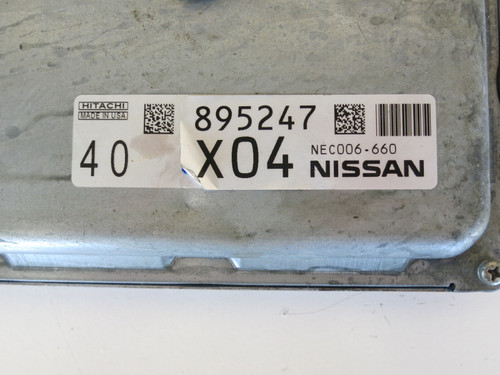 HITACHI
MADE IN USA
895247
40
X04
NEC006-660
NISSAN